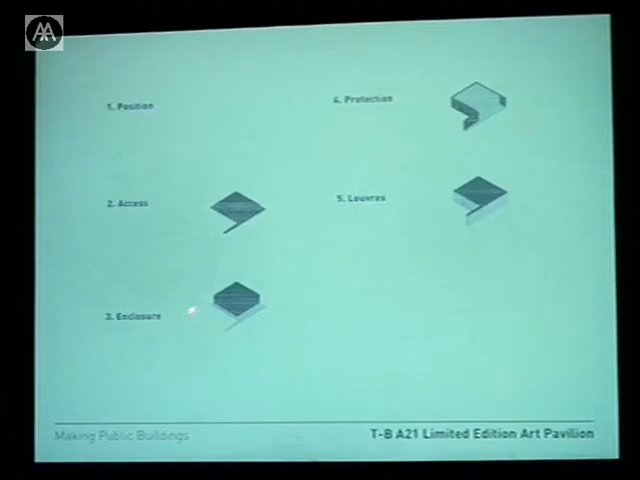 AA
1. Position
2. Access
3. Enclosure
4. Protection
5. Louvres
Making Public Buildings
T-B A21 Limited Edition Art Pavilion